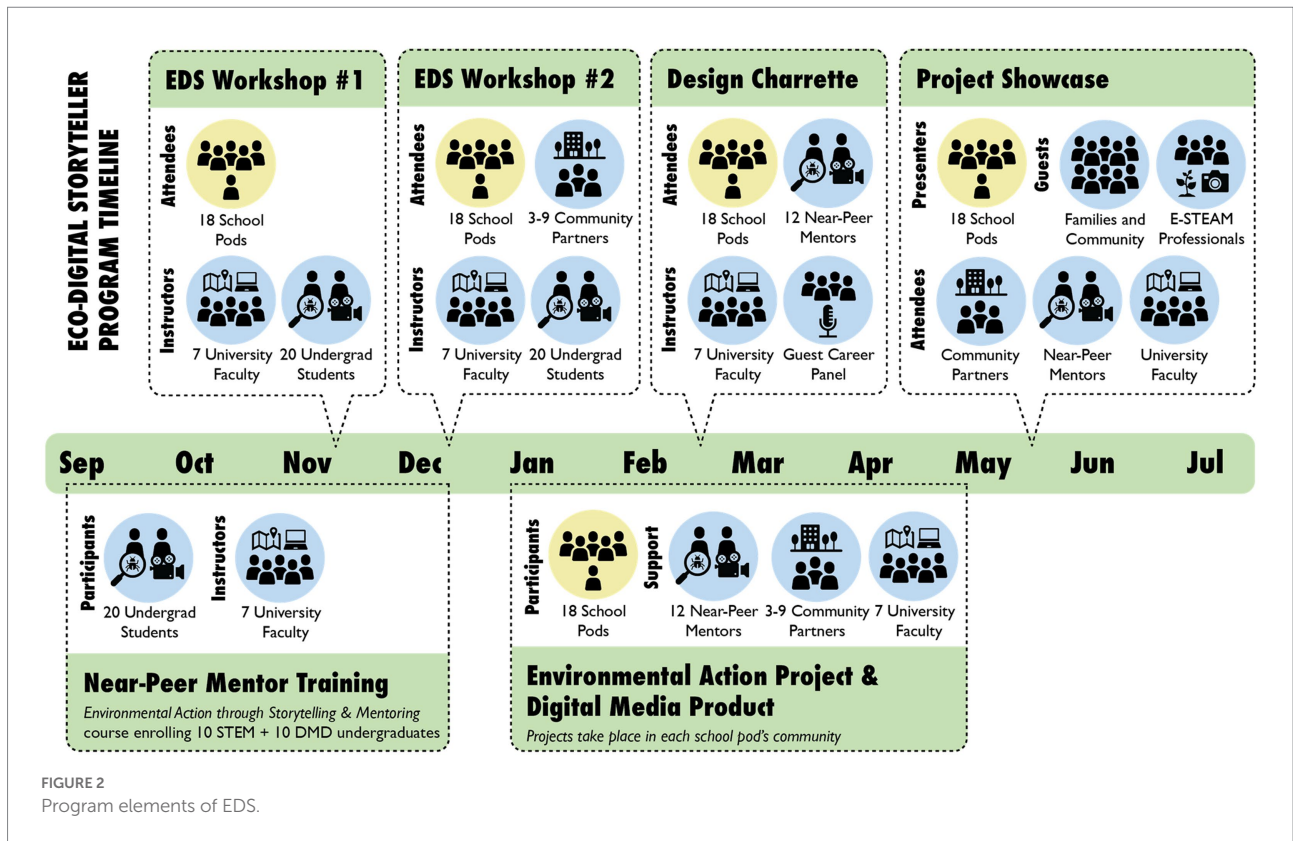 ECO-DIGITAL STORYTELLER
PROGRAM TIMELINE
EDS Workshop #1
Attendees
18 School
Pods
Instructors
7 University
Faculty
20 Undergrad
Students
EDS Workshop #2
Attendees
18 School
Pods
3-9 Community
Partners
Instructors
7 University
Faculty
20 Undergrad
Students
Design Charrette
Attendees
18 School
Pods
12 Near-Peer
Mentors
Instructors
7 University
Faculty
Guest Career
Panel
Project Showcase
Presenters
18 School
Pods
Guests
Families and
Community
E-STEAM
Professionals
Attendees
Community
Partners
Near-Peer
Mentors
University
Faculty
Sep Oct Nov Dec Jan Feb Mar Apr May Jun Jul
Participants
20 Undergrad
Students
Instructors
7 University
Faculty
Near-Peer Mentor Training
Environmental Action through Storytelling & Mentoring
course enrolling 10 STEM + 10 DMD undergraduates
Participants
18 School
Pods
Support
12 Near-Peer
Mentors
3-9 Community
Partners
7 University
Faculty
Environmental Action Project &
Digital Media Product
Projects take place in each school pod's community
FIGURE 2
Program elements of EDS.